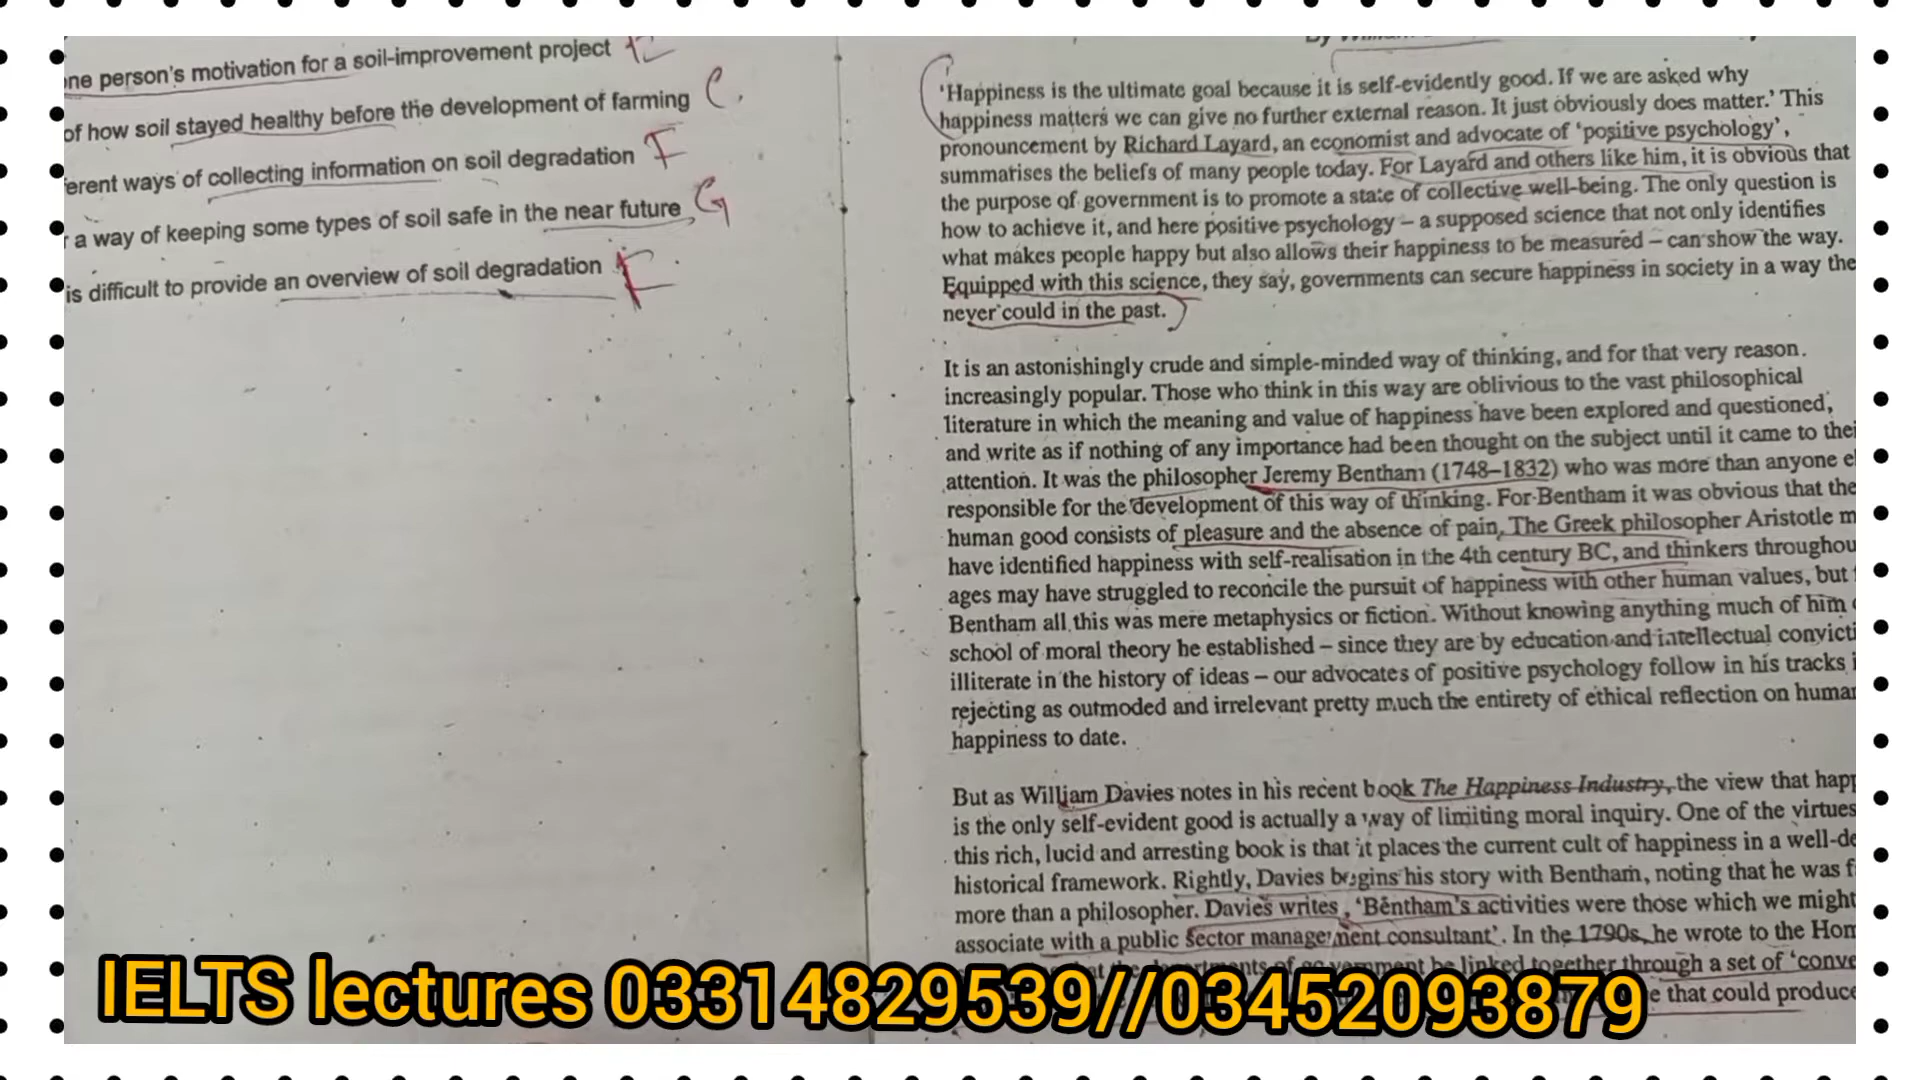 one person's motivation for a soil-improvement project E
of how soil stayed healthy before the development of farming C
ways of collecting information on soil degradation F
a way of keeping some types of soil safe in the near future G
is difficult to provide an overview of soil degradation E
By William
'Happiness is the ultimate goal because it is self-evidently good. If we are asked why
happiness matters we can give no further external reason. It just obviously does matter.' This
pronouncement by Richard Layard, an economist and advocate of 'positive psychology',
summarises the beliefs of many people today. For Layard and others like him, it is obvious that
the purpose of government is to promote a state of collective well-being. The only question is
how to achieve it, and here positive psychology – a supposed science that not only identifies
what makes people happy but also allows their happiness to be measured – can show the way.
Equipped with this science, they say, governments can secure happiness in society in a way the
never could in the past.
It is an astonishingly crude and simple-minded way of thinking, and for that very reason
increasingly popular. Those who think in this way are oblivious to the vast philosophical
literature in which the meaning and value of happiness have been explored and questioned,
and write as if nothing of any importance had been thought on the subject until it came to thei
attention. It was the philosopher Jeremy Bentham (1748–1832) who was more than anyone e
responsible for the development of this way of thinking. For Bentham it was obvious that the
human good consists of pleasure and the absence of pain. The Greek philosopher Aristotle m
have identified happiness with self-realisation in the 4th century BC, and thinkers throughou
ages may have struggled to reconcile the pursuit of happiness with other human values, but
Bentham all this was mere metaphysics or fiction. Without knowing anything much of him
school of moral theory he established – since they are by education and intellectual convicti
illiterate in the history of ideas – our advocates of positive psychology follow in his tracks i
rejecting as outmoded and irrelevant pretty much the entirety of ethical reflection on human
happiness to date.
But as William Davies notes in his recent book The Happiness Industry, the view that happ
is the only self-evident good is actually a way of limiting moral inquiry. One of the virtues
this rich, lucid and arresting book is that it places the current cult of happiness in a well-de
historical framework. Rightly, Davies begins his story with Bentham, noting that he was f
more than a philosopher. Davies writes, 'Bentham's activities were those which we might
associate with a public sector management consultant'. In the 1790s, he wrote to the Hom
that the departments of government be linked together through a set of 'conve
that could produce
IELTS lectures 03314829539//03452093879